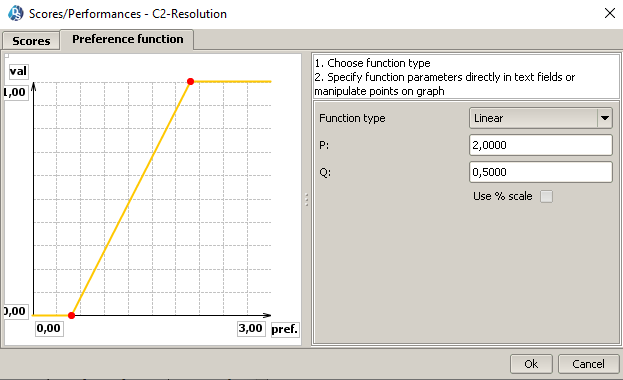 Scores/Performances - C2-Resolution
Scores
Preference function
val
1,00
0,00
0,00
3,00
pref.
1. Choose function type
2. Specify function parameters directly in text fields or
manipulate points on graph
Function type
Linear
P:
2,0000
Q:
0,5000
Use % scale
Ok
Cancel